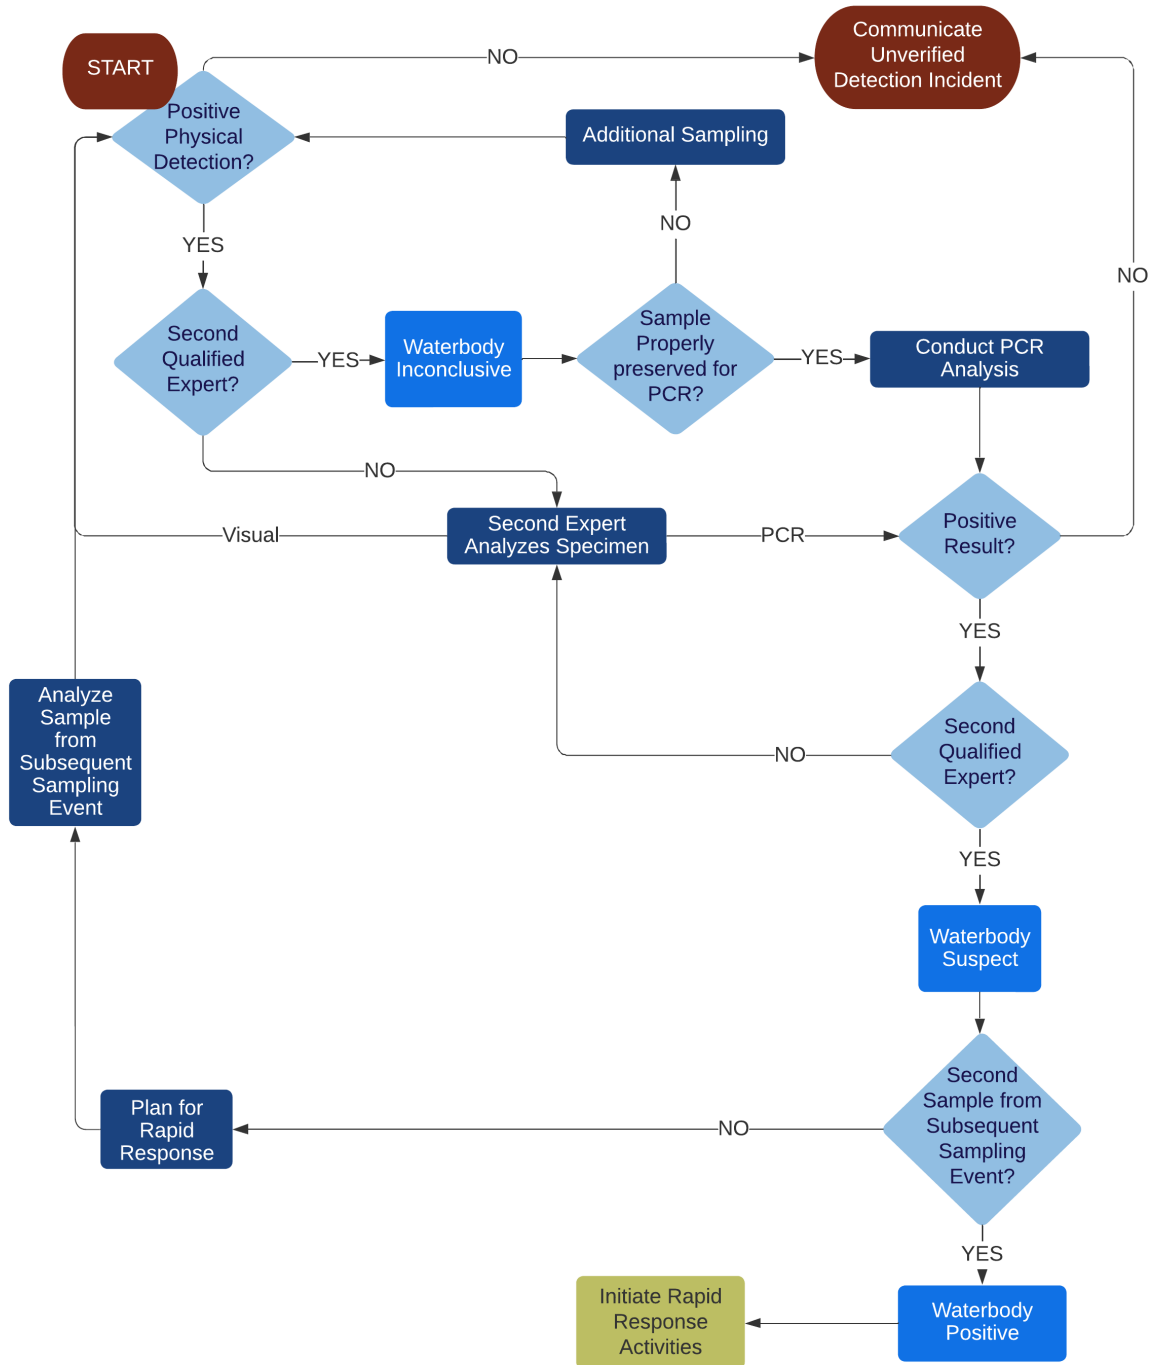 START
NO
Communicate
Unverified
Detection Incident
Positive
Physical
Detection?
Additional Sampling
YES
NO
NO
Second
Qualified
Expert?
YES
Waterbody
Inconclusive
Sample
Properly
preserved for
PCR?
YES
Conduct PCR
Analysis
NO
Visual
Second Expert
Analyzes Specimen
PCR
Positive
Result?
YES
Analyze
Sample
from
Subsequent
Sampling
Event
NO
Second
Qualified
Expert?
YES
Waterbody
Suspect
Plan for
Rapid
Response
NO
Second
Sample from
Subsequent
Sampling
Event?
YES
Initiate Rapid
Response
Activities
Waterbody
Positive